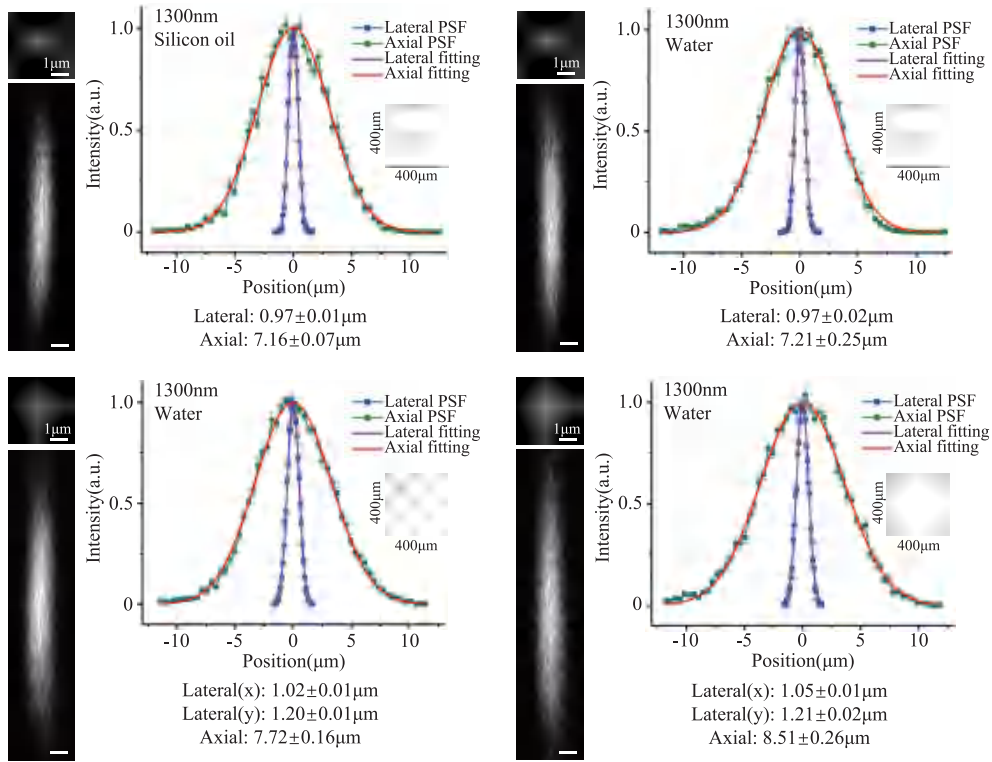 1300nm
Silicon oil
Lateral PSF
Axial PSF
Lateral fitting
Axial fitting
1μm
Intensity(a.u.)
1.0
0.5
0
400μm
400μm
-10 -5 0 5 10
Position(μm)
Lateral: 0.97±0.01μm
Axial: 7.16±0.07μm
1300nm
Water
Lateral PSF
Axial PSF
Lateral fitting
Axial fitting
1μm
Intensity(a.u.)
1.0
0.5
0
400μm
400μm
-10 -5 0 5 10
Position(μm)
Lateral: 0.97±0.02μm
Axial: 7.21±0.25μm
1300nm
Water
Lateral PSF
Axial PSF
Lateral fitting
Axial fitting
1μm
Intensity(a.u.)
1.0
0.5
0
400μm
400μm
-10 -5 0 5 10
Position(μm)
Lateral(x): 1.02±0.01μm
Lateral(y): 1.20±0.01μm
Axial: 7.72±0.16μm
1300nm
Water
Lateral PSF
Axial PSF
Lateral fitting
Axial fitting
1μm
Intensity(a.u.)
1.0
0.5
0
400μm
400μm
-10 -5 0 5 10
Position(μm)
Lateral(x): 1.05±0.01μm
Lateral(y): 1.21±0.02μm
Axial: 8.51±0.26μm